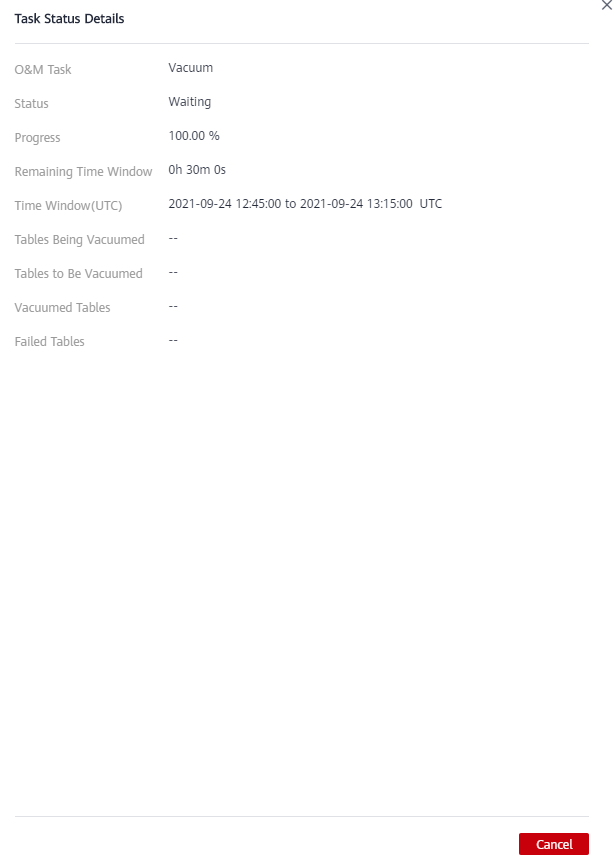 Task Status Details
O&M Task Vacuum
Status Waiting
Progress 100.00 %
Remaining Time Window 0h 30m 0s
Time Window(UTC) 2021-09-24 12:45:00 to 2021-09-24 13:15:00 UTC
Tables Being Vacuumed --
Tables to Be Vacuumed --
Vacuumed Tables --
Failed Tables --
Cancel